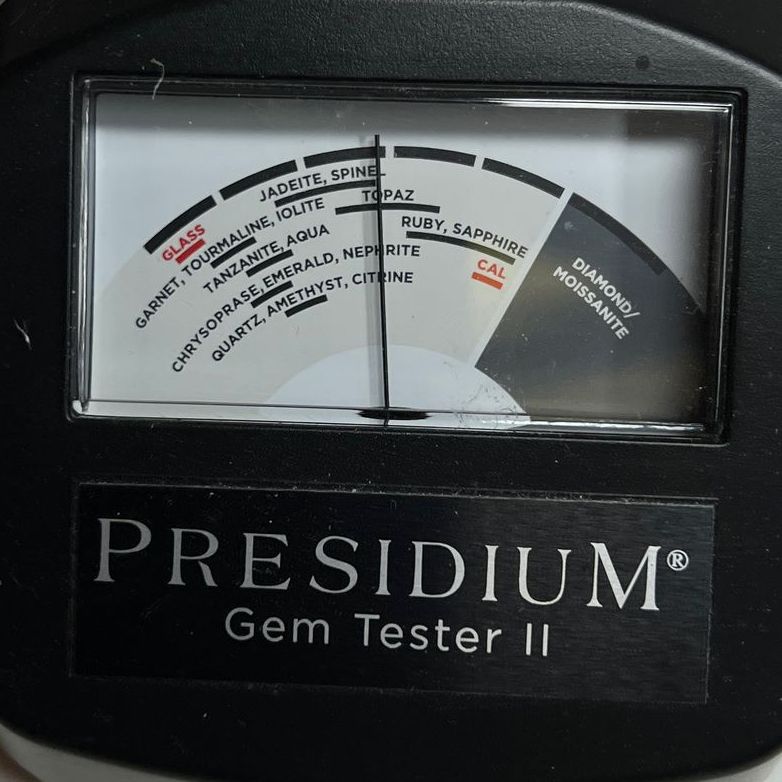 JADEITE, SPINEL
TOPAZ
GLASS
GARNET, TOURMALINE, IOLITE
RUBY, SAPPHIRE
TANZANITE, AQUA
CAL
DIAMOND/
MOISSANITE
CHRYSOPRASE, EMERALD, NEPHRITE
QUARTZ, AMETHYST, CITRINE
PRESIDIUM®
Gem Tester II